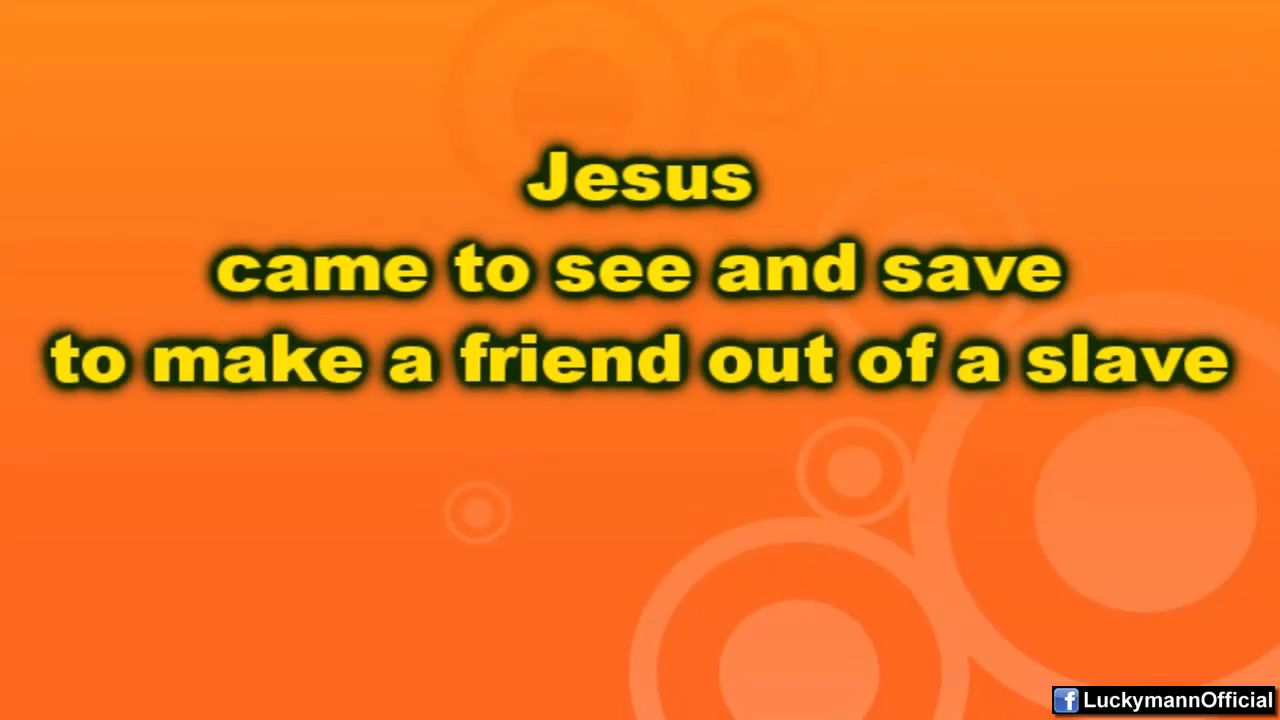 Jesus
came to see and save
to make a friend out of a slave
f LuckymannOfficial